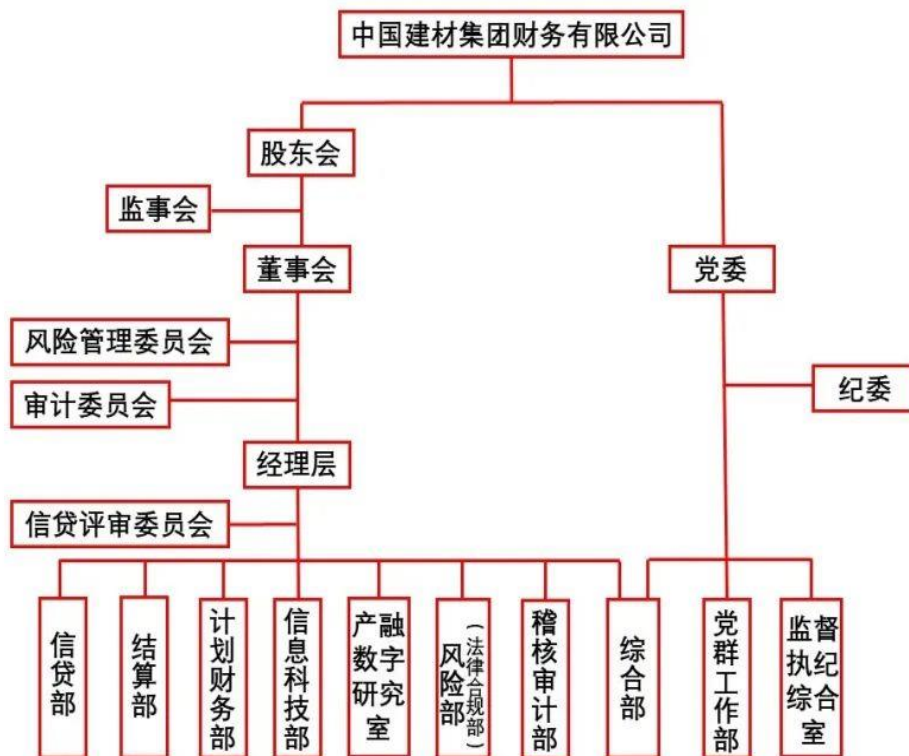 中国建材集团财务有限公司
股东会
监事会
董事会
党委
风险管理委员会
纪委
审计委员会
经理层
信贷评审委员会
信贷部
结算部
计划财务部
信息科技部
产融数字研究室
风险部
(法律合规部)
稽核审计部
综合部
党群工作部
监督执纪综合室